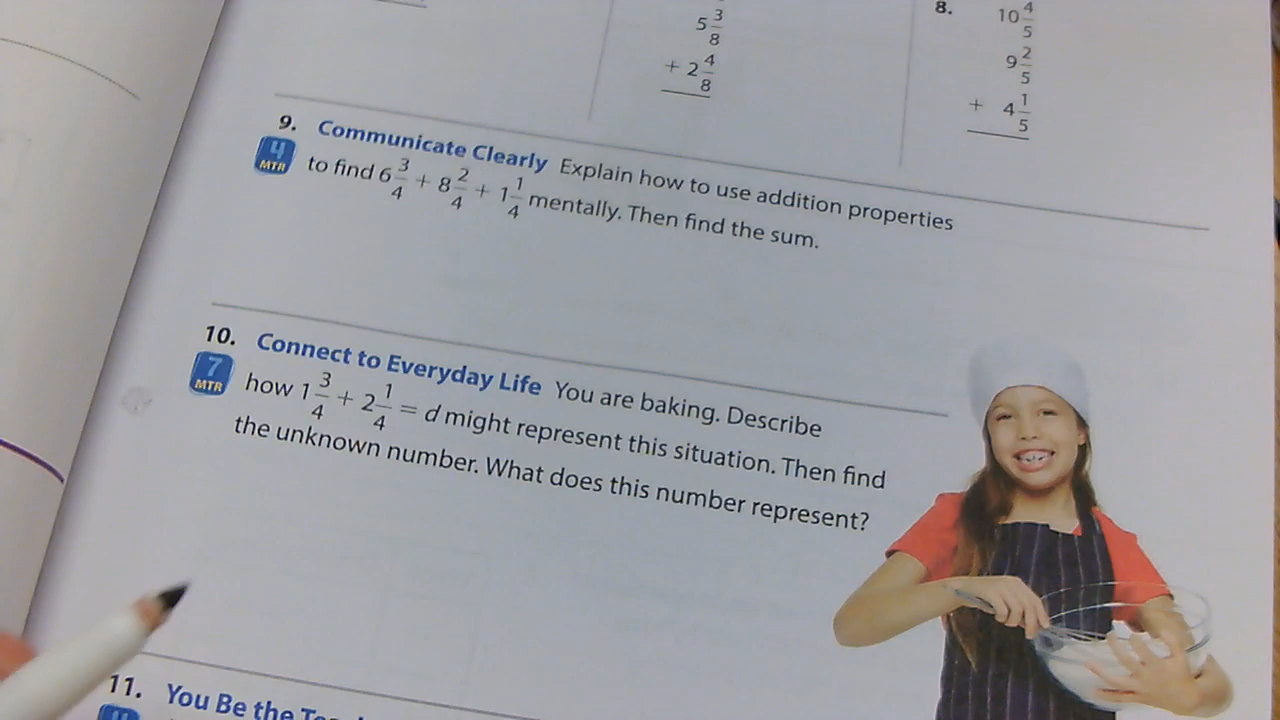 5 3/8
+ 2 4/8
8. 10 4/5
9 2/5
+ 4 1/5
9. Communicate Clearly Explain how to use addition properties
4 MTR to find 6 3/4 + 8 2/4 + 1 1/4 mentally. Then find the sum.
10. Connect to Everyday Life You are baking. Describe
7 MTR how 1 3/4 + 2 1/4 = d might represent this situation. Then find
the unknown number. What does this number represent?
11. You Be the